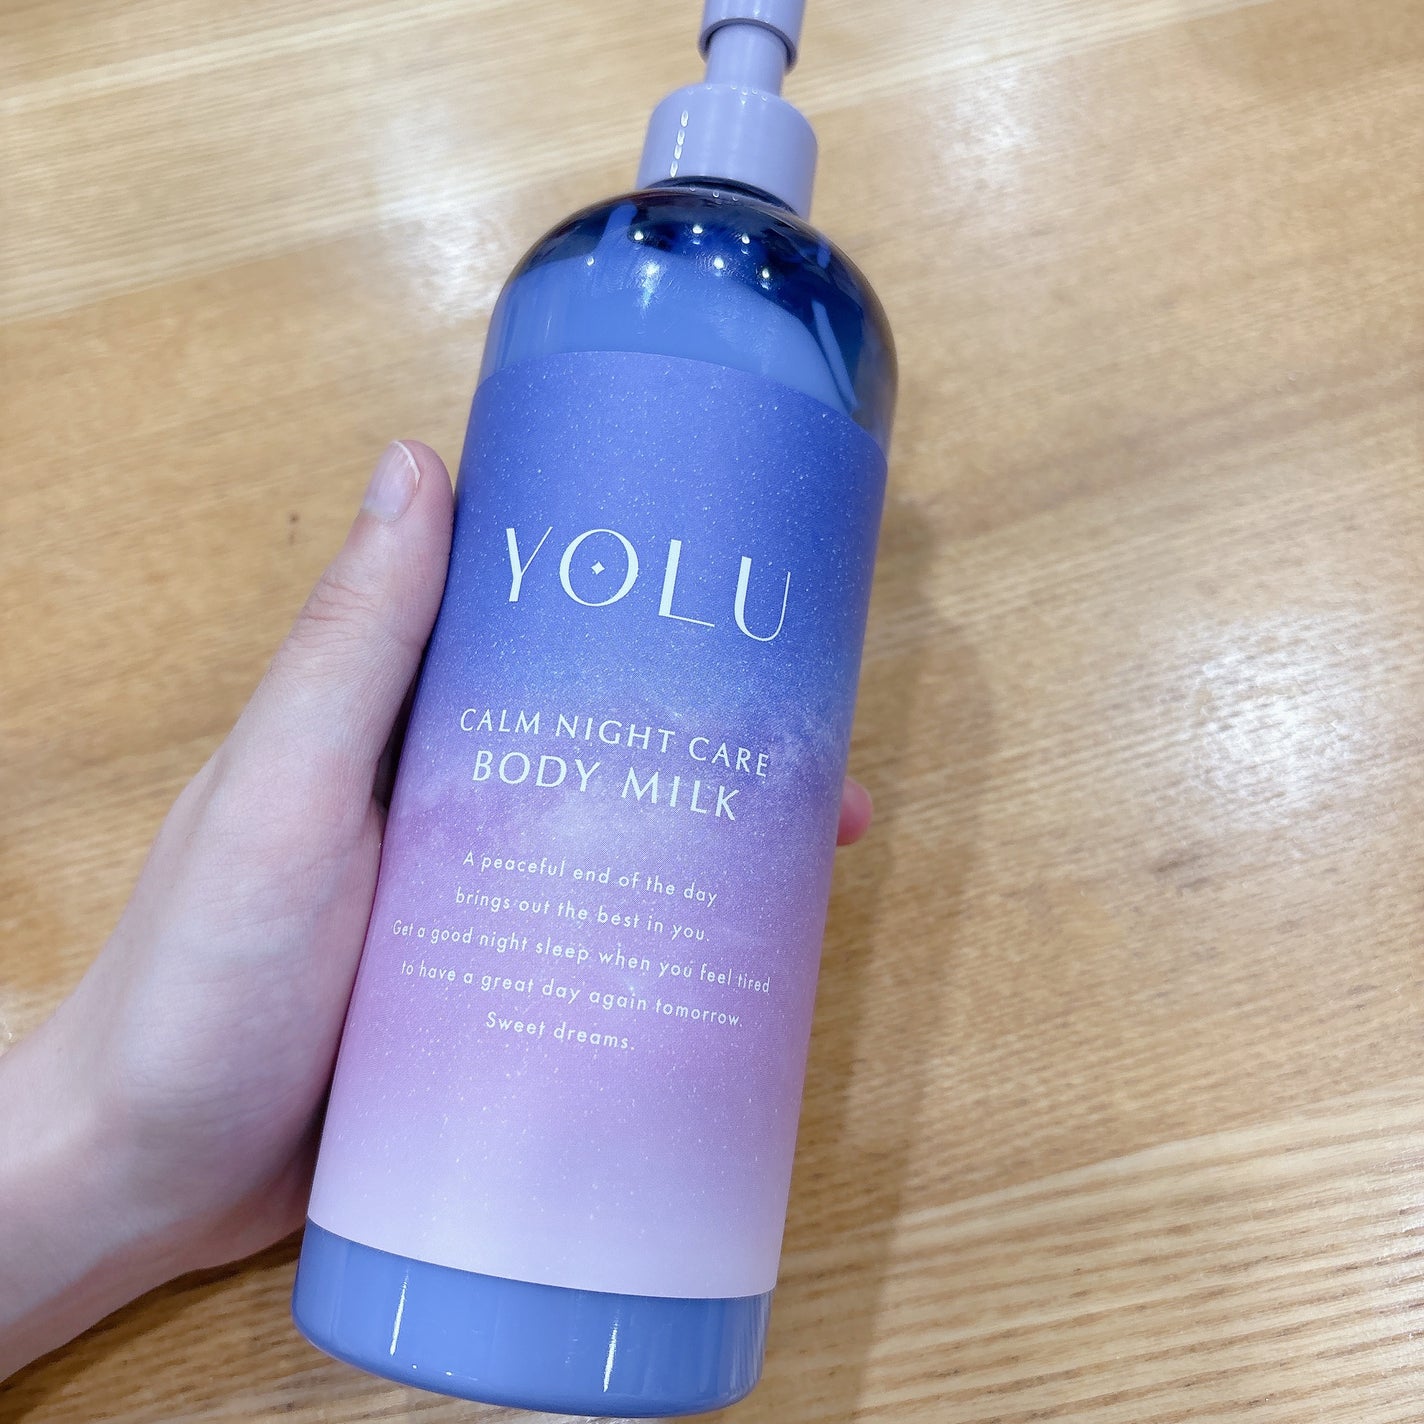 YOLU
CALM NIGHT CARE
BODY MILK
A peaceful end of the day
brings out the best in you.
Get a good night sleep when you feel tired
to have a great day again tomorrow.
Sweet dreams.